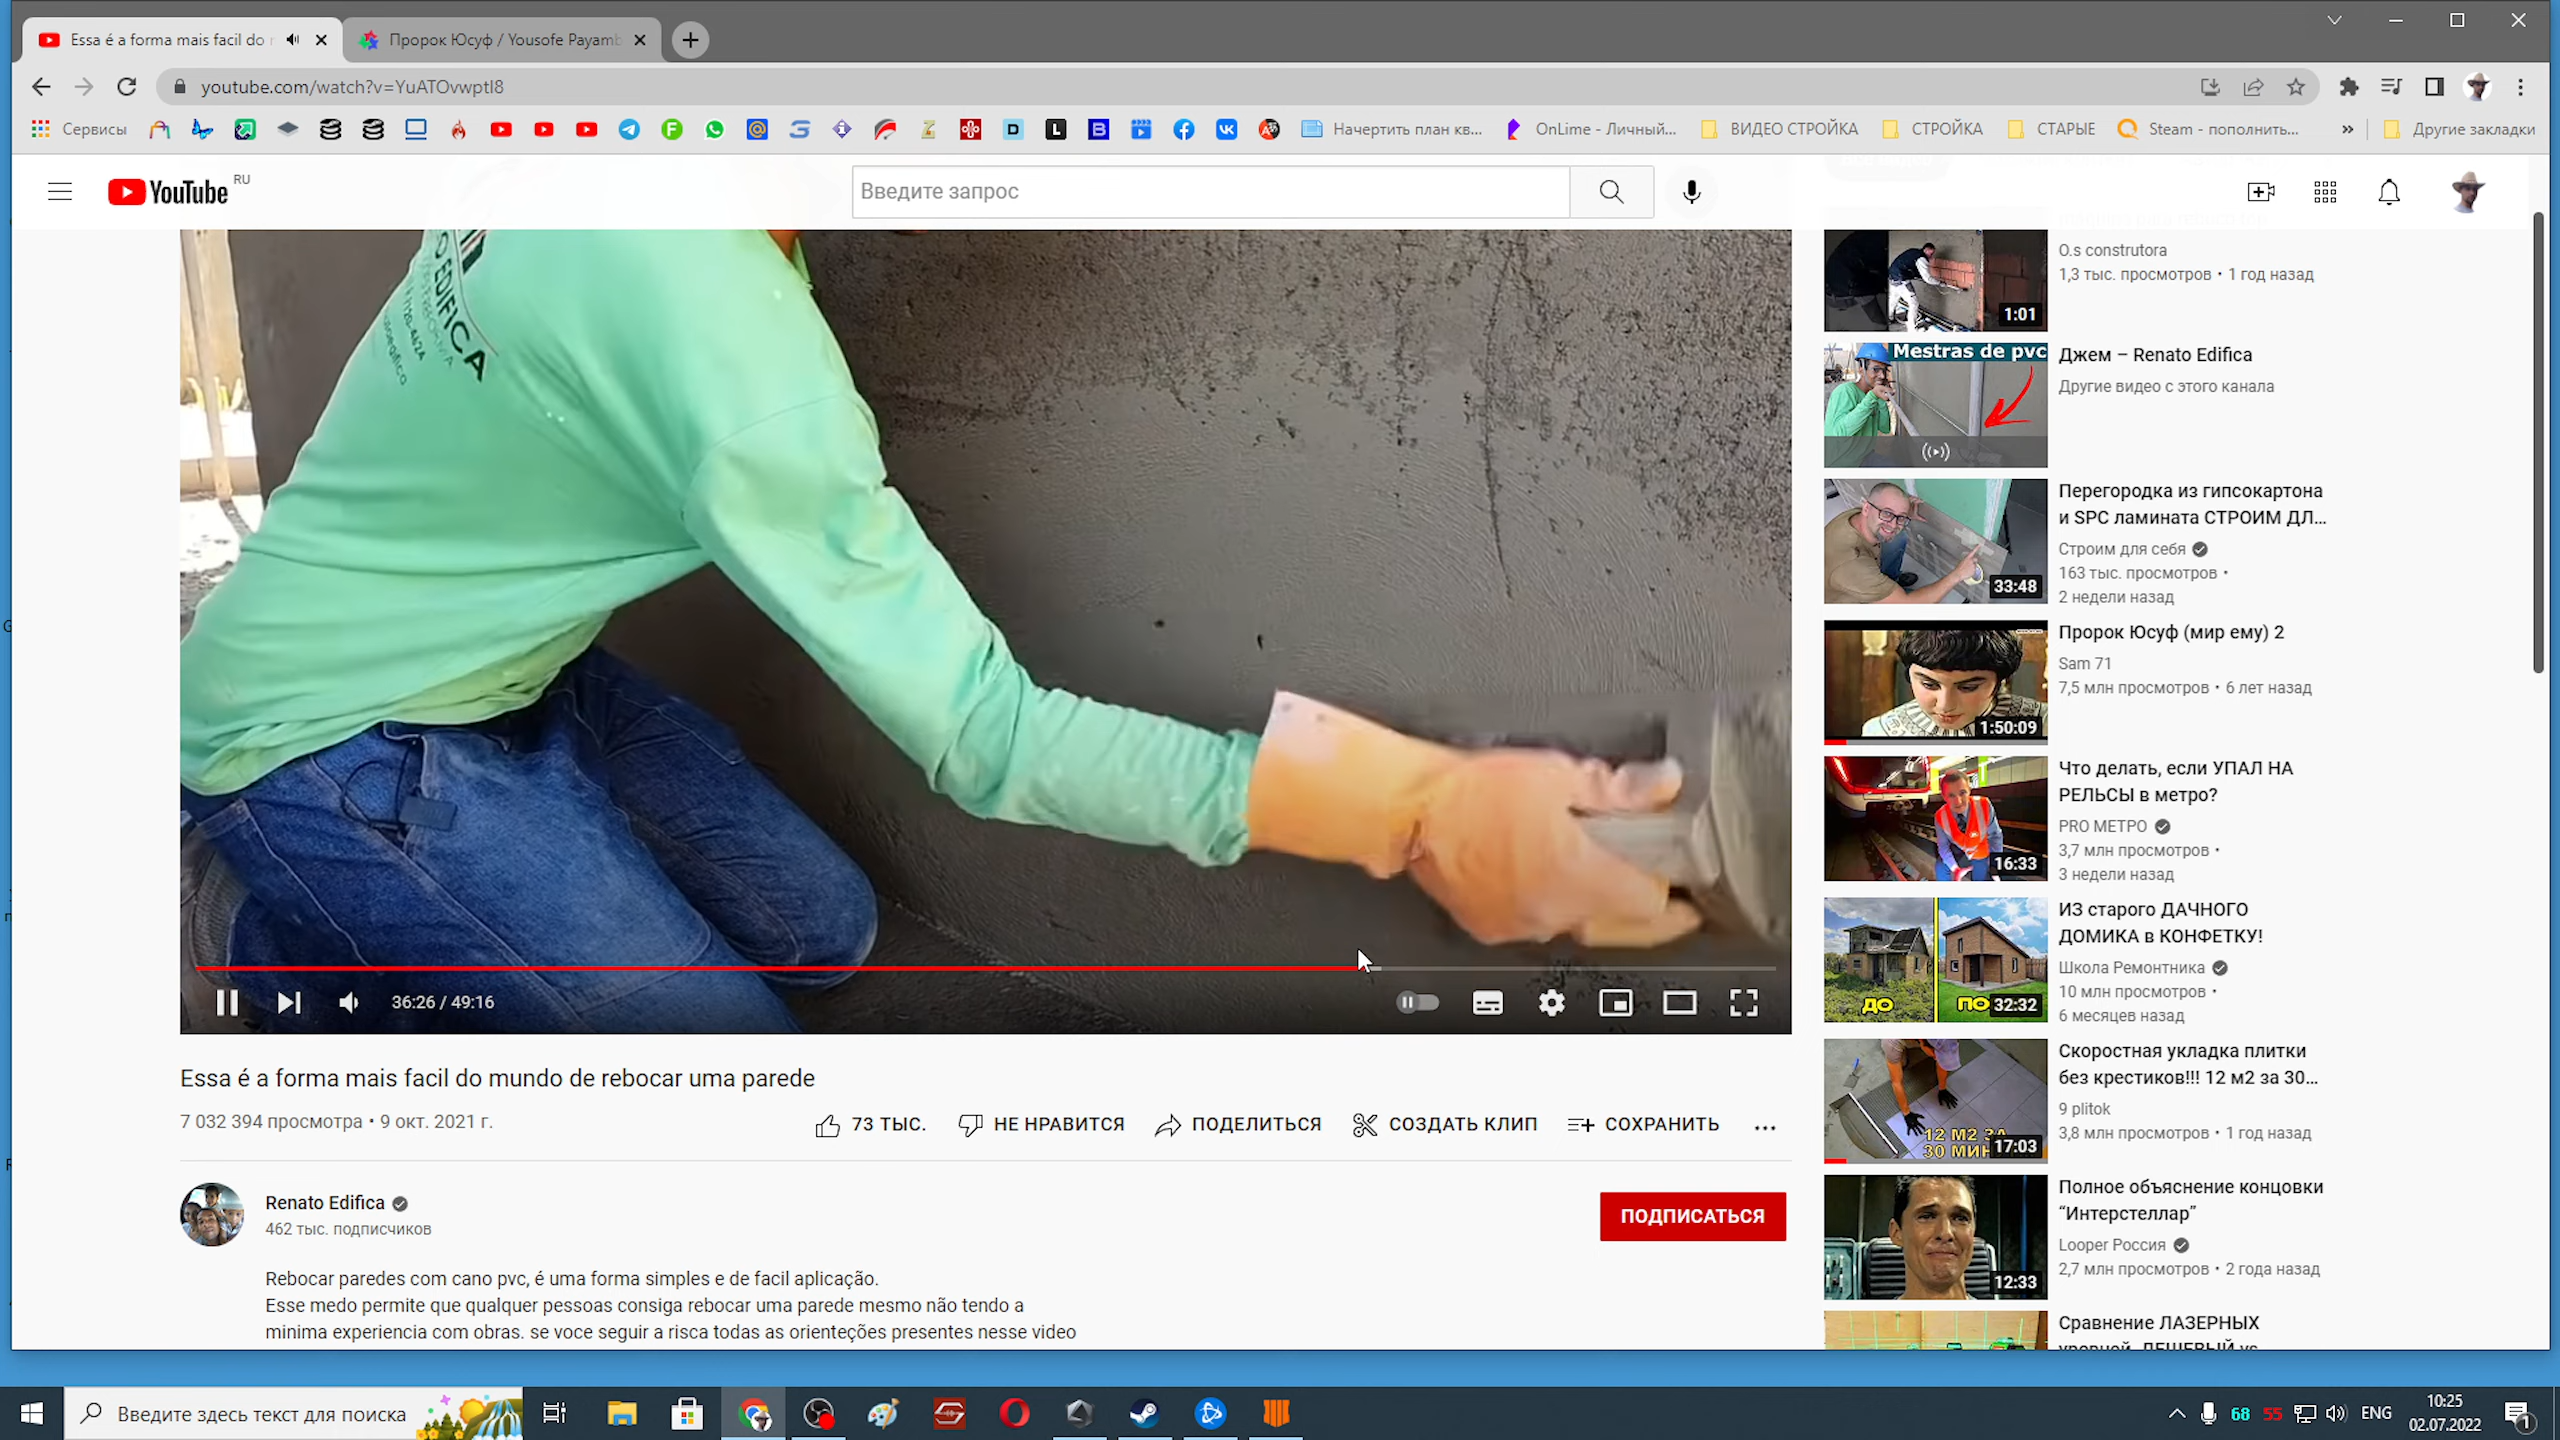 Essa é a forma mais facil do
Пророк Юсуф / Yousofe Payamb
youtube.com/watch?v=YuATOvwptI8
Сервисы
Начертить план кв...
OnLime - Личный...
ВИДЕО СТРОЙКА
СТРОЙКА
СТАРЫЕ
Steam - пополнить...
Другие закладки
YouTube RU
Введите запрос
O EDIFICA
O.s construtora
1,3 тыс. просмотров • 1 год назад
1:01
Mestras de pvc
Джем – Renato Edifica
Другие видео с этого канала
Перегородка из гипсокартона
и SPC ламината СТРОИМ ДЛ...
Строим для себя
163 тыс. просмотров •
2 недели назад
33:48
Пророк Юсуф (мир ему) 2
Sam 71
7,5 млн просмотров • 6 лет назад
1:50:09
Что делать, если УПАЛ НА
РЕЛЬСЫ в метро?
PRO МЕТРО
3,7 млн просмотров •
3 недели назад
16:33
ИЗ старого ДАЧНОГО
ДОМИКА в КОНФЕТКУ!
Школа Ремонтника
10 млн просмотров •
6 месяцев назад
ДО
ПО
32:32
Скоростная укладка плитки
без крестиков!!! 12 м2 за 30...
9 plitok
3,8 млн просмотров • 1 год назад
12 М2 ЗА
30 МИН
17:03
Полное объяснение концовки
“Интерстеллар”
Looper Россия
2,7 млн просмотров • 2 года назад
12:33
Сравнение ЛАЗЕРНЫХ
уровней. ДЕШЕВЫЙ vs
36:26 / 49:16
Essa é a forma mais facil do mundo de rebocar uma parede
7 032 394 просмотра • 9 окт. 2021 г.
73 ТЫС.
НЕ НРАВИТСЯ
ПОДЕЛИТЬСЯ
СОЗДАТЬ КЛИП
СОХРАНИТЬ
Renato Edifica
462 тыс. подписчиков
ПОДПИСАТЬСЯ
Rebocar paredes com cano pvc, é uma forma simples e de facil aplicação.
Esse medo permite que qualquer pessoas consiga rebocar uma parede mesmo não tendo a
minima experiencia com obras. se voce seguir a risca todas as orienteções presentes nesse video
Введите здесь текст для поиска
68
55
ENG
10:25
02.07.2022
1